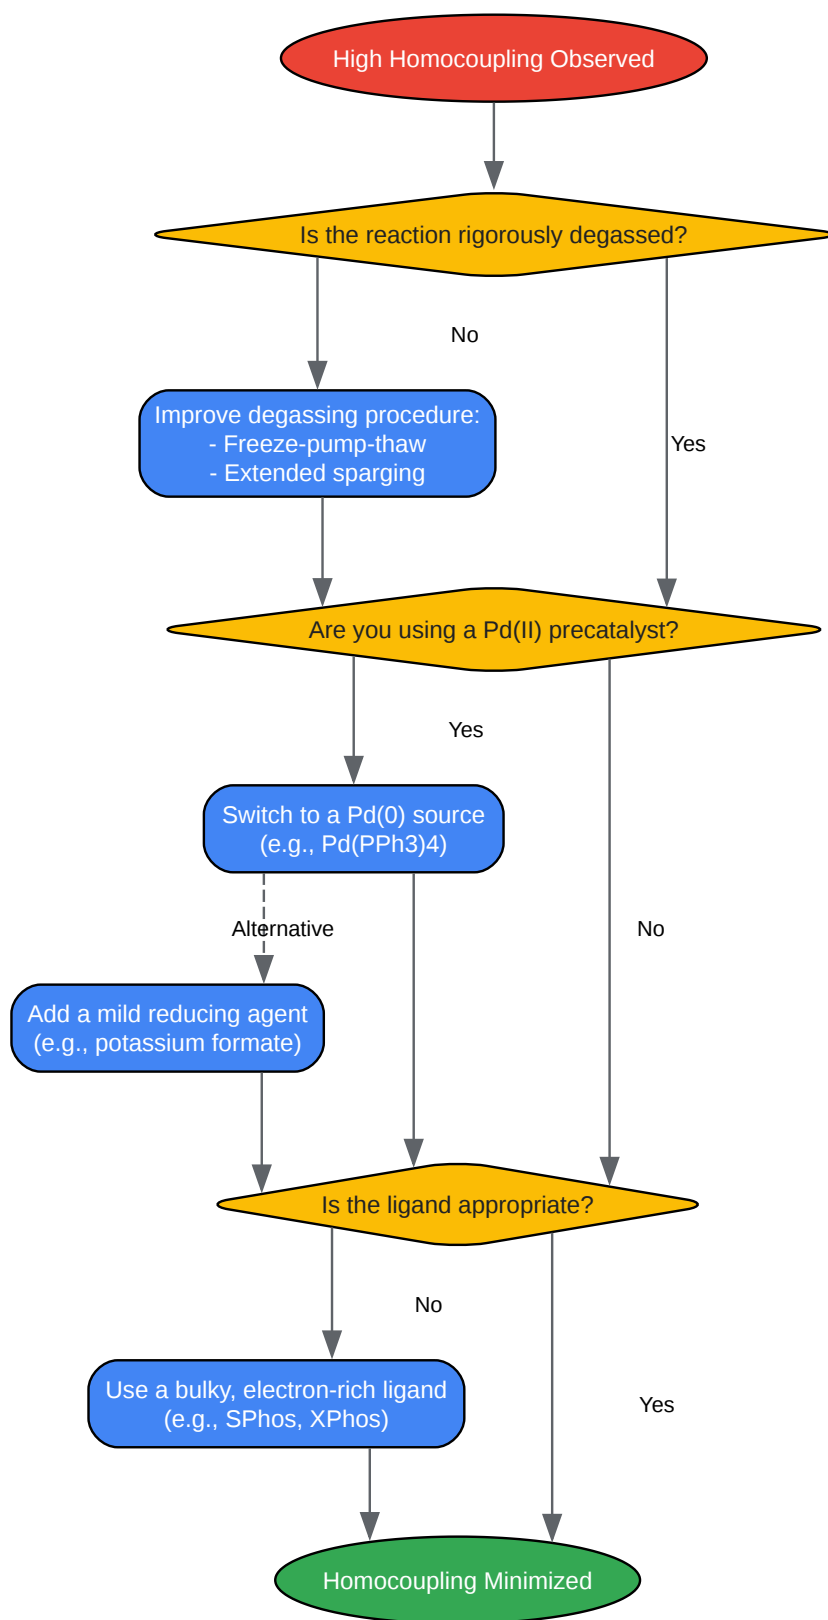 High Homocoupling Observed
Is the reaction rigorously degassed?
No
Improve degassing procedure:
- Freeze-pump-thaw
- Extended sparging
Yes
Are you using a Pd(II) precatalyst?
Yes
Switch to a Pd(0) source
(e.g., Pd(PPh3)4)
Alternative
No
Add a mild reducing agent
(e.g., potassium formate)
Is the ligand appropriate?
No
Use a bulky, electron-rich ligand
(e.g., SPhos, XPhos)
Yes
Homocoupling Minimized